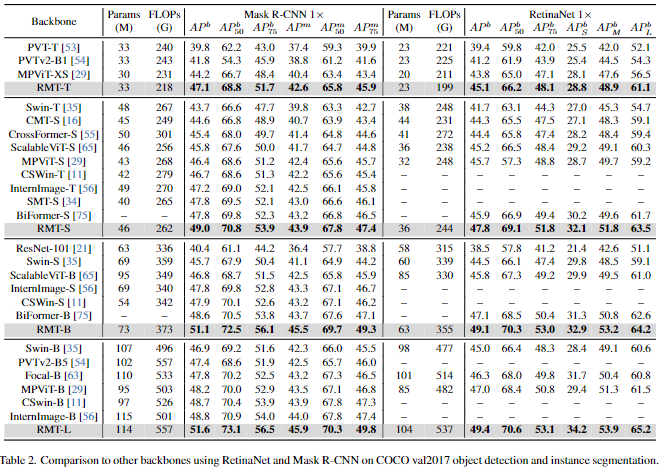 Backbone Params FLOPs Mask R-CNN 1× Params FLOPs RetinaNet 1×
(M) (G) AP^b AP^b_50 AP^b_75 AP^m AP^m_50 AP^m_75 (M) (G) AP^b AP^b_50 AP^b_75 AP^b_S AP^b_M AP^b_L
PVT-T [53] 33 240 39.8 62.2 43.0 37.4 59.3 39.9 23 221 39.4 59.8 42.0 25.5 42.0 52.1
PVTv2-B1 [54] 33 243 41.8 54.3 45.9 38.8 61.2 41.6 23 225 41.2 61.9 43.9 25.4 44.5 54.3
MPViT-XS [29] 30 231 44.2 66.7 48.4 40.4 63.4 43.4 20 211 43.8 65.0 47.1 28.1 47.6 56.5
RMT-T 33 218 47.1 68.8 51.7 42.6 65.8 45.9 23 199 45.1 66.2 48.1 28.8 48.9 61.1
Swin-T [35] 48 267 43.7 66.6 47.7 39.8 63.3 42.7 38 248 41.7 63.1 44.3 27.0 45.3 54.7
CMT-S [16] 45 249 44.6 66.8 48.9 40.7 63.9 43.4 44 231 44.3 65.5 47.5 27.1 48.3 59.1
CrossFormer-S [55] 50 301 45.4 68.0 49.7 41.4 64.8 44.6 41 272 44.4 65.8 47.4 28.2 48.4 59.4
ScalableViT-S [65] 46 256 45.8 67.6 50.0 41.7 64.7 44.8 36 238 45.2 66.5 48.4 29.2 49.1 60.3
MPViT-S [29] 43 268 46.4 68.6 51.2 42.4 65.6 45.7 32 248 45.7 57.3 48.8 28.7 49.7 59.2
CSWin-T [11] 42 279 46.7 68.6 51.3 42.2 65.6 45.4 – – – – – – – –
InternImage-T [56] 49 270 47.2 69.0 52.1 42.5 66.1 45.8 – – – – – – – –
SMT-S [34] 40 265 47.8 69.5 52.1 43.0 66.6 46.1 – – – – – – – –
BiFormer-S [75] – – 47.8 69.8 52.3 43.2 66.8 46.5 – – 45.9 66.9 49.4 30.2 49.6 61.7
RMT-S 46 262 49.0 70.8 53.9 43.9 67.8 47.4 36 244 47.8 69.1 51.8 32.1 51.8 63.5
ResNet-101 [21] 63 336 40.4 61.1 44.2 36.4 57.7 38.8 58 315 38.5 57.8 41.2 21.4 42.6 51.1
Swin-S [35] 69 359 45.7 67.9 50.4 41.1 64.9 44.2 60 339 44.5 66.1 47.4 29.8 48.5 59.1
ScalableViT-B [65] 95 349 46.8 68.7 51.5 42.5 65.8 45.9 85 330 45.8 67.3 49.2 29.9 49.5 61.0
InternImage-S [56] 69 340 47.8 69.8 52.8 43.3 67.1 46.7 – – – – – – – –
CSWin-S [11] 54 342 47.9 70.1 52.6 43.2 67.1 46.2 – – – – – – – –
BiFormer-B [75] – – 48.6 70.5 53.8 43.7 67.6 47.1 – – 47.1 68.5 50.4 31.3 50.8 62.6
RMT-B 73 373 51.1 72.5 56.1 45.5 69.7 49.3 63 355 49.1 70.3 53.0 32.9 53.2 64.2
Swin-B [35] 107 496 46.9 69.2 51.6 42.3 66.0 45.5 98 477 45.0 66.4 48.3 28.4 49.1 60.6
PVTv2-B5 [54] 102 557 47.4 68.6 51.9 42.5 65.7 46.0 – – – – – – – –
Focal-B [63] 110 533 47.8 70.2 52.5 43.2 67.3 46.5 101 514 46.3 68.0 49.8 31.7 50.4 60.8
MPViT-B [29] 95 503 48.2 70.0 52.9 43.5 67.1 46.8 85 482 47.0 68.4 50.8 29.4 51.3 61.5
CSwin-B [11] 97 526 48.7 70.4 53.9 43.9 67.8 47.3 – – – – – – – –
InternImage-B [56] 115 501 48.8 70.9 54.0 44.0 67.8 47.4 – – – – – – – –
RMT-L 114 557 51.6 73.1 56.5 45.9 70.3 49.8 104 537 49.4 70.6 53.1 34.2 53.9 65.2
Table 2. Comparison to other backbones using RetinaNet and Mask R-CNN on COCO val2017 object detection and instance segmentation.